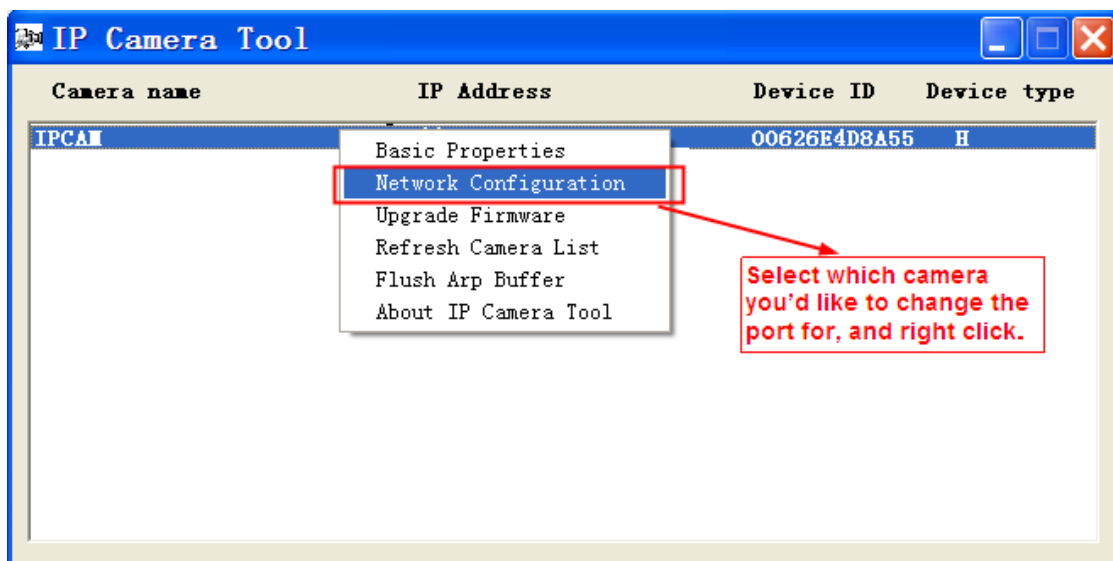 IP Camera Tool
Camera name IP Address Device ID Device type
IPCAM 00626E4D8A55 H
Basic Properties
Network Configuration
Upgrade Firmware
Refresh Camera List
Flush Arp Buffer
About IP Camera Tool
Select which camera
you'd like to change the
port for, and right click.